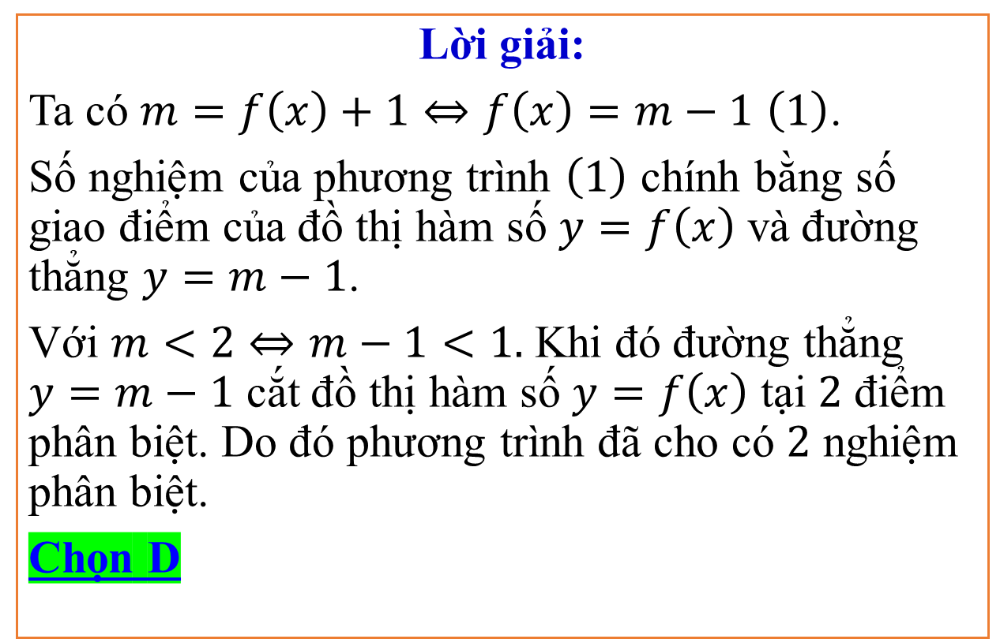 Lời giải:
Ta có m = f(x) + 1 ⇔ f(x) = m − 1 (1).
Số nghiệm của phương trình (1) chính bằng số
giao điểm của đồ thị hàm số y = f(x) và đường
thẳng y = m − 1.
Với m < 2 ⇔ m − 1 < 1. Khi đó đường thẳng
y = m − 1 cắt đồ thị hàm số y = f(x) tại 2 điểm
phân biệt. Do đó phương trình đã cho có 2 nghiệm
phân biệt.
Chọn D